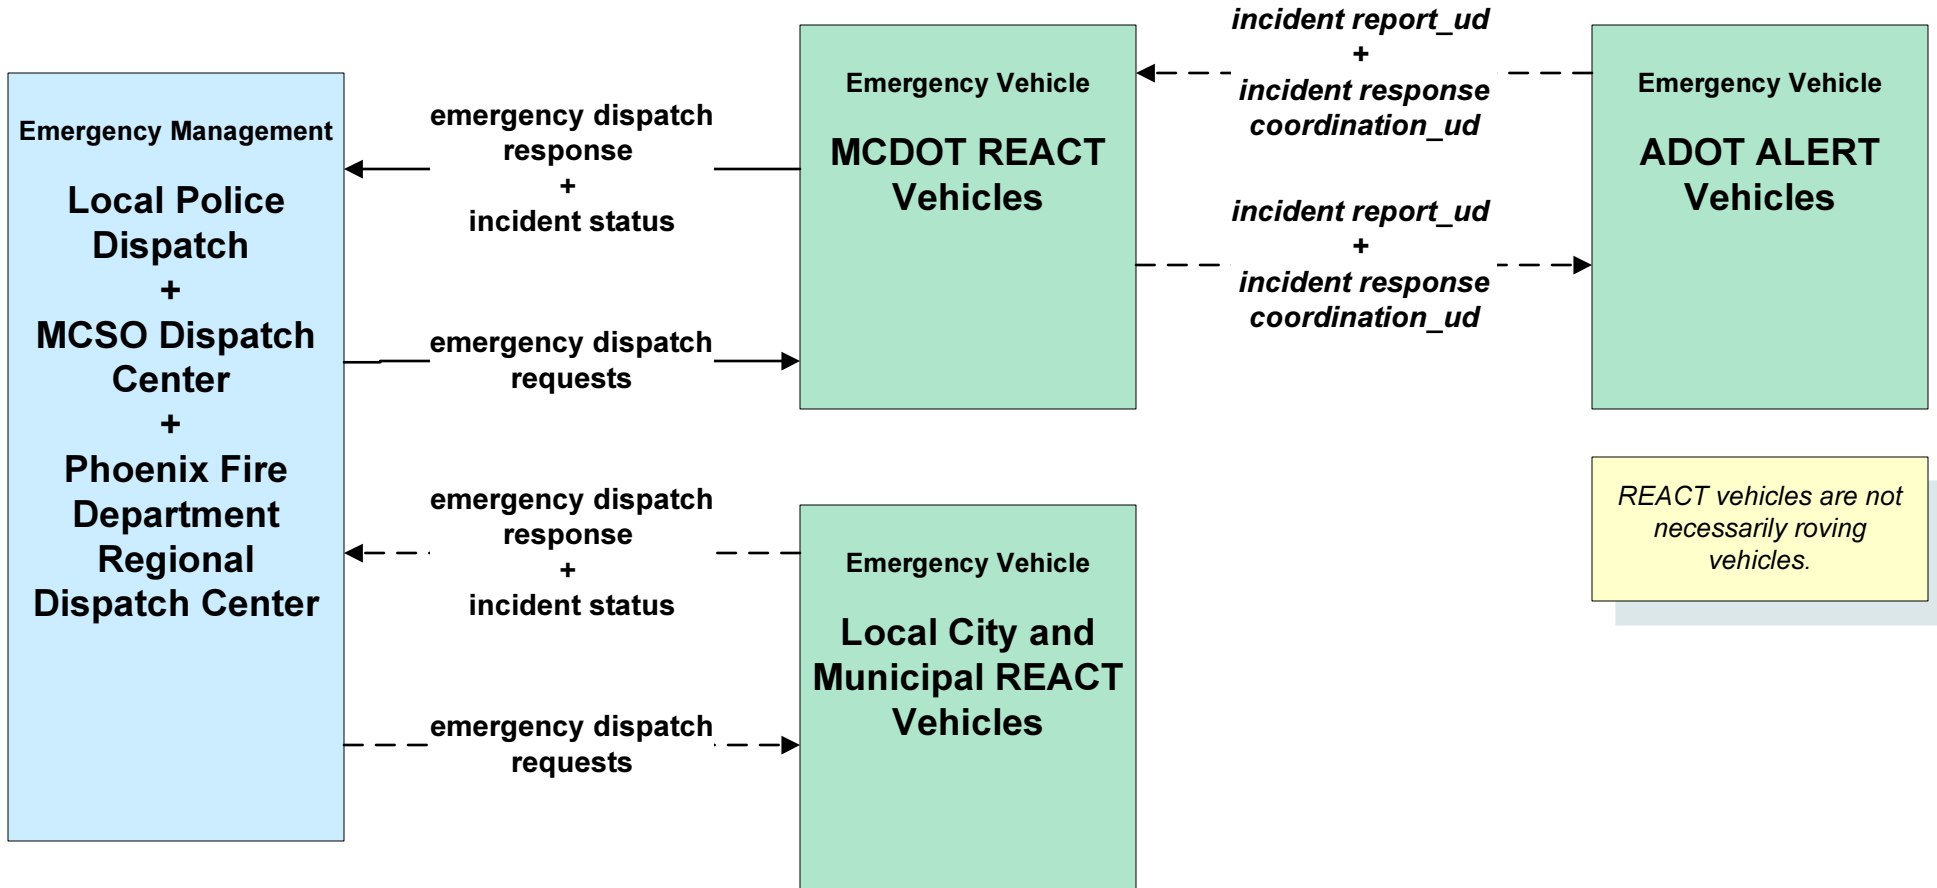 Emergency Management
Local Police
Dispatch
+
MCSO Dispatch
Center
+
Phoenix Fire
Department
Regional
Dispatch Center
emergency dispatch
response
+
incident status
emergency dispatch
requests
emergency dispatch
response
+
incident status
emergency dispatch
requests
Emergency Vehicle
MCDOT REACT
Vehicles
Emergency Vehicle
Local City and
Municipal REACT
Vehicles
incident report_ud
+
incident response
coordination_ud
incident report_ud
+
incident response
coordination_ud
Emergency Vehicle
ADOT ALERT
Vehicles
REACT vehicles are not
necessarily roving
vehicles.